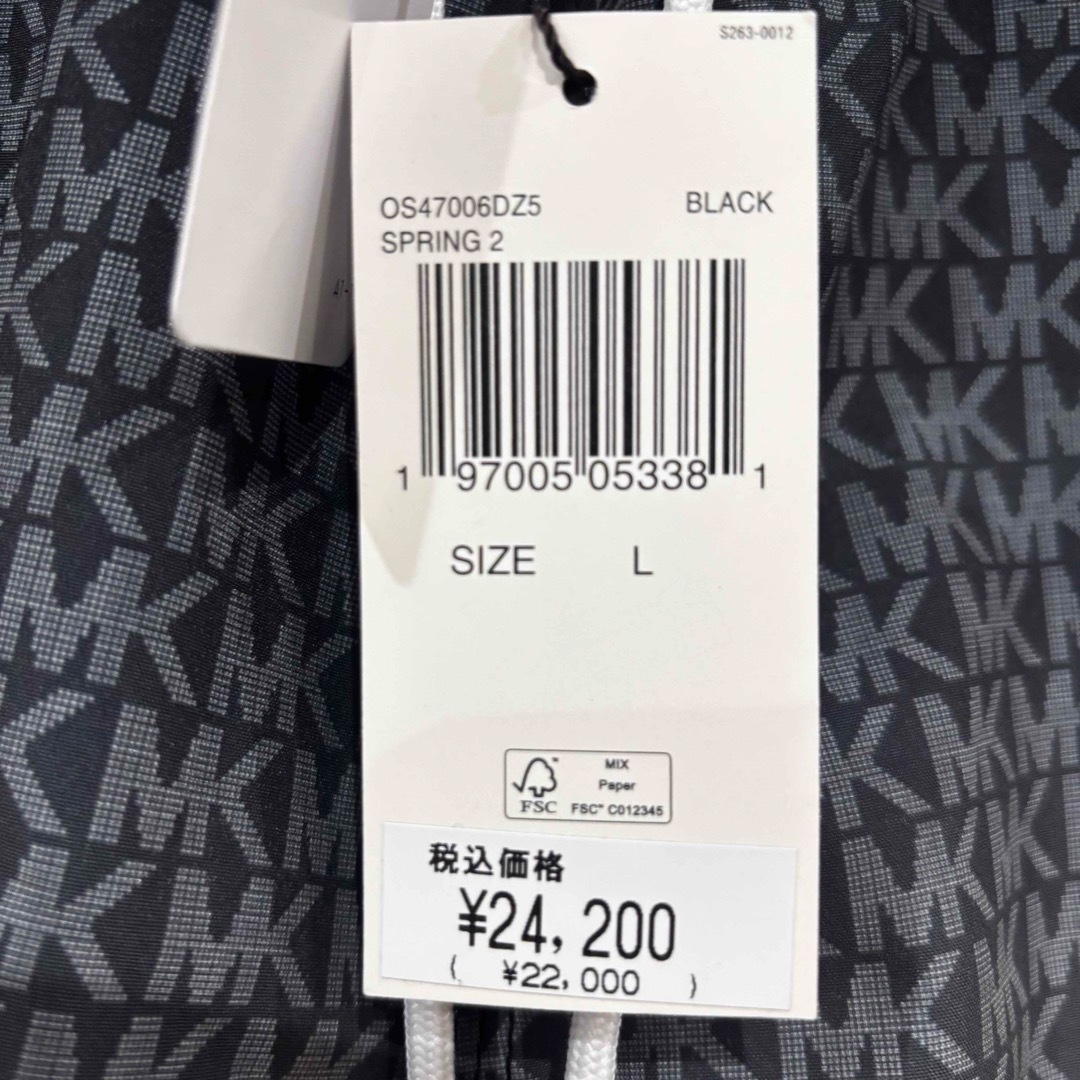 S263-0012
OS47006DZ5 BLACK
SPRING 2
1 97005 05338 1
SIZE L
MIX
Paper
FSC™ C012345
FSC
税込価格
¥24,200
( ¥22,000 )